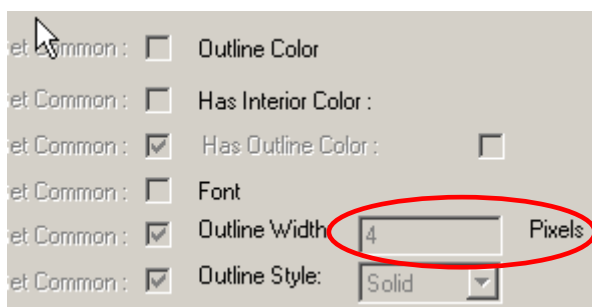 et Common : Outline Color
et Common : Has Interior Color :
et Common : Has Outline Color :
et Common : Font
et Common : Outline Width 4 Pixels
et Common : Outline Style: Solid